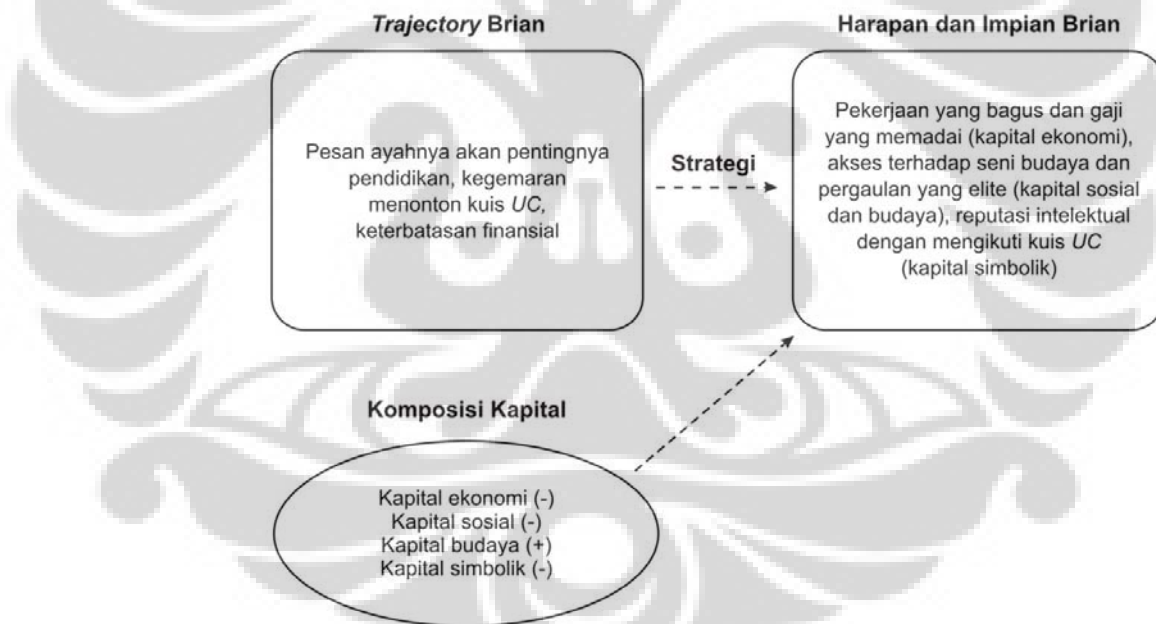 Trajectory Brian
Pesan ayahnya akan pentingnya
pendidikan, kegemaran
menonton kuis UC,
keterbatasan finansial
Strategi
Harapan dan Impian Brian
Pekerjaan yang bagus dan gaji
yang memadai (kapital ekonomi),
akses terhadap seni budaya dan
pergaulan yang elite (kapital sosial
dan budaya), reputasi intelektual
dengan mengikuti kuis UC
(kapital simbolik)
Komposisi Kapital
Kapital ekonomi (-)
Kapital sosial (-)
Kapital budaya (+)
Kapital simbolik (-)